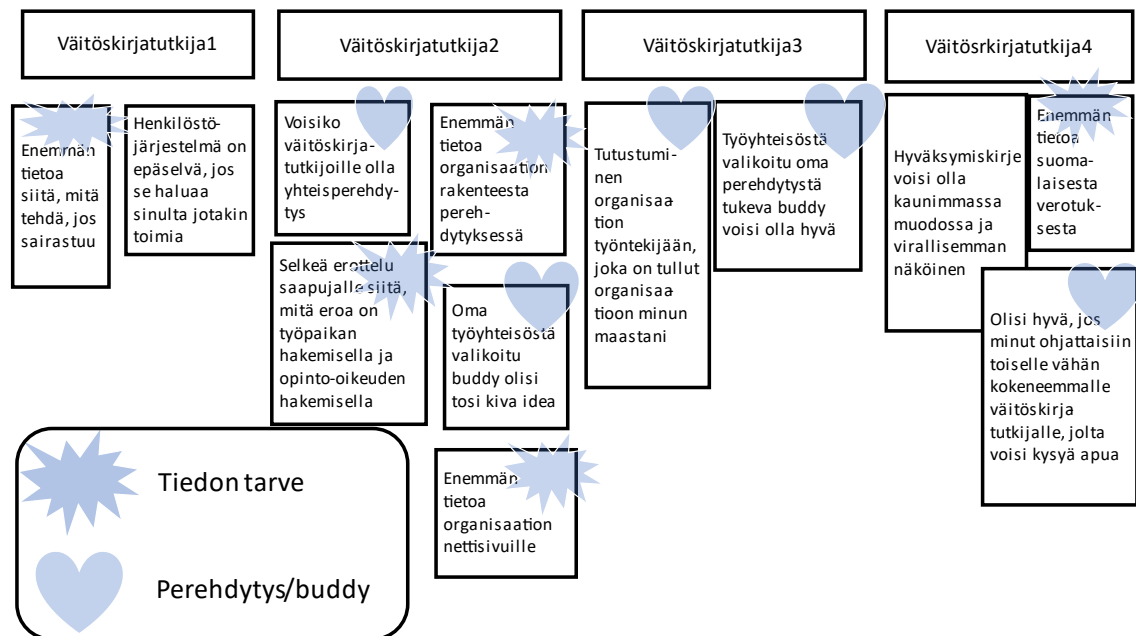 Väitöskirjatutkija1
Enemmän
tietoa
siitä, mitä
tehdä, jos
sairastuu
Henkilöstö-
järjestelmä on
epäselvä, jos
se haluaa
sinulta jotakin
toimia
Väitöskirjatutkija2
Voisiko
väitöskirja-
tutkijoille olla
yhteisperehdy-
tys
Enemmän
tietoa
organisaation
rakenteesta
pereh-
dytyksessä
Selkeä erottelu
saapujalle siitä,
mitä eroa on
työpaikan
hakemisella ja
opinto-oikeuden
hakemisella
Oma
työyhteisöstä
valikoitu
buddy olisi
tosi kiva idea
Enemmän
tietoa
organisaation
nettisivuille
Väitöskirjatutkija3
Tutustumi-
nen
organisaa-
tion
työntekijään,
joka on tullut
organisaa-
tioon minun
maastani
Työyhteisöstä
valikoitu oma
perehdytystä
tukeva buddy
voisi olla hyvä
Väitösrkirjatutkija4
Hyväksymiskirje
voisi olla
kaunimmassa
muodossa ja
virallisemman
näköinen
Enemmän
tietoa
suoma-
laisesta
verotuk-
sesta
Olisi hyvä, jos
minut ohjattaisiin
toiselle vähän
kokeneemmalle
väitöskirja
tutkijalle, jolta
voisi kysyä apua
Tiedon tarve
Perehdytys/buddy